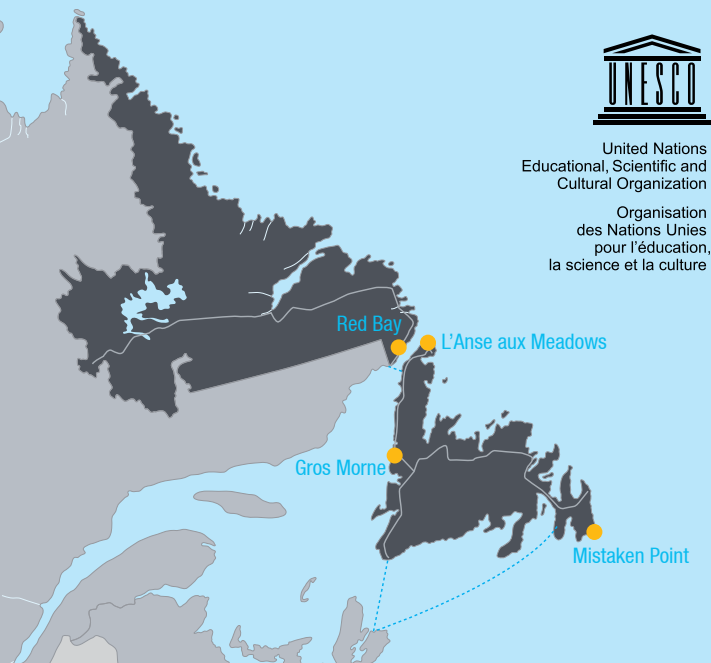 UNESCO
United Nations
Educational, Scientific and
Cultural Organization
Organisation
des Nations Unies
pour l'éducation,
la science et la culture
Red Bay
L'Anse aux Meadows
Gros Morne
Mistaken Point